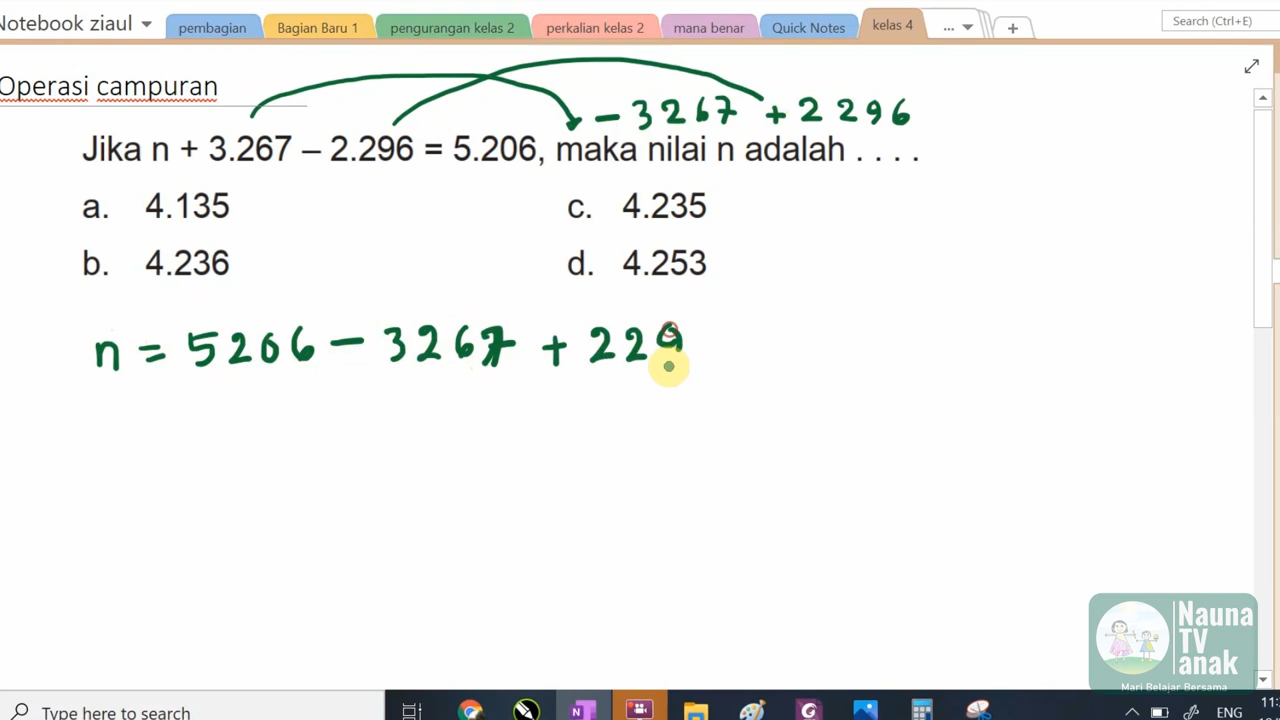 Notebook ziaul
pembagian
Bagian Baru 1
pengurangan kelas 2
perkalian kelas 2
mana benar
Quick Notes
kelas 4
...
+
Search (Ctrl+E)
Operasi campuran
- 3267 + 2296
Jika n + 3.267 – 2.296 = 5.206, maka nilai n adalah . . . .
a. 4.135 c. 4.235
b. 4.236 d. 4.253
n = 5206 - 3267 + 229
Nauna
TV
anak
Mari Belajar Bersama
Type here to search
ENG